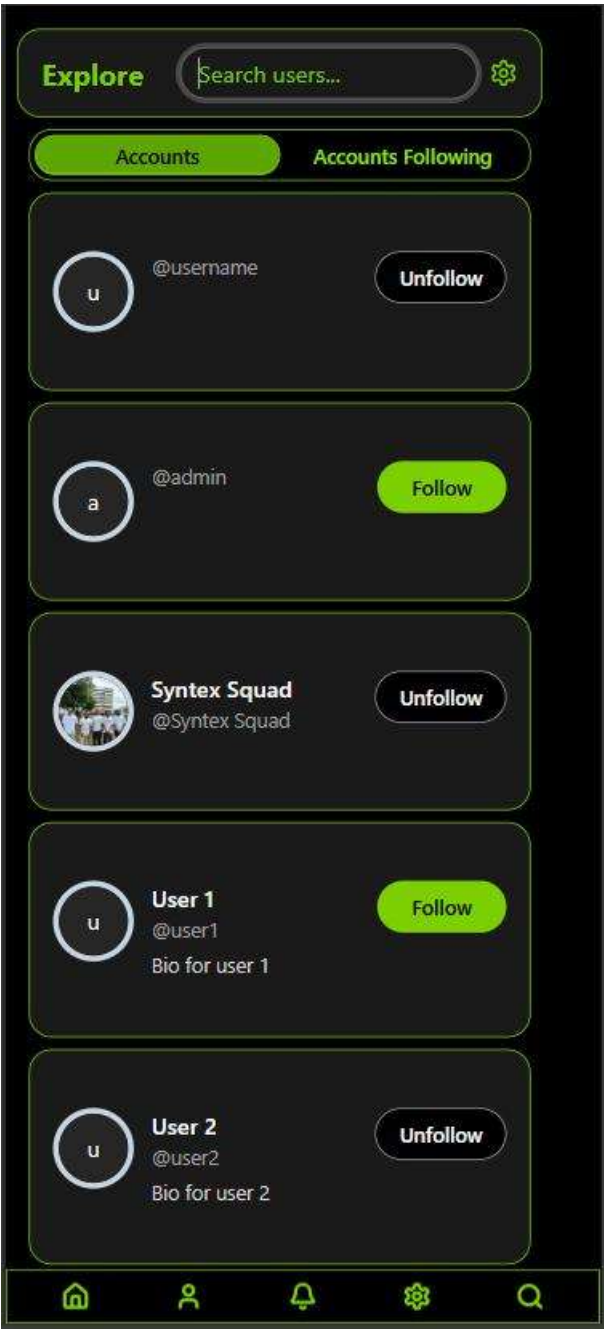 Explore Search users...
Accounts Accounts Following
u @username Unfollow
a @admin Follow
Syntex Squad
@Syntex Squad
Unfollow
u
User 1
@user1
Bio for user 1
Follow
u
User 2
@user2
Bio for user 2
Unfollow